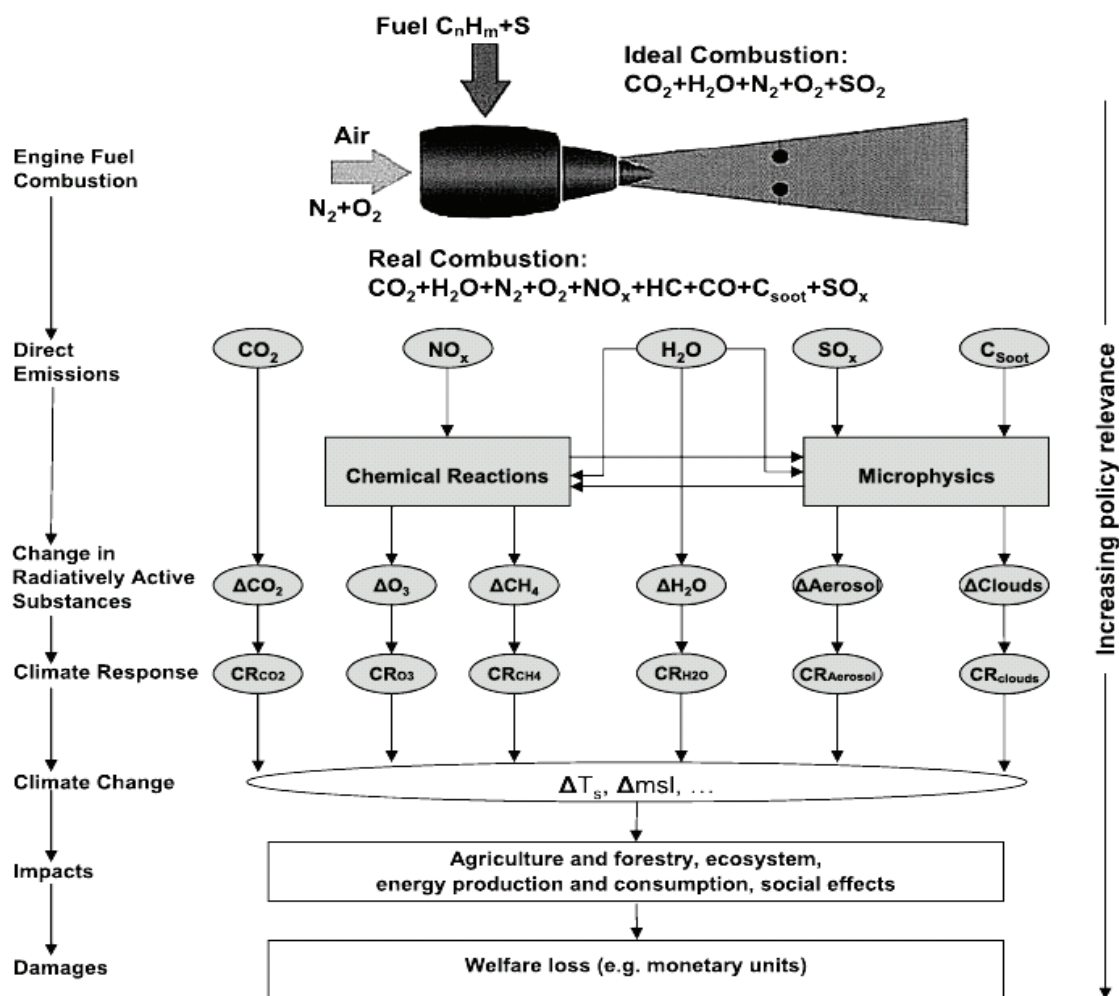 Fuel CₙHₘ+S
Ideal Combustion:
CO₂+H₂O+N₂+O₂+SO₂
Air
N₂+O₂
Engine Fuel
Combustion
Real Combustion:
CO₂+H₂O+N₂+O₂+NOₓ+HC+CO+Cₛₒₒₜ+SOₓ
Direct
Emissions
CO₂
NOₓ
H₂O
SOₓ
C Soot
Chemical Reactions
Microphysics
Change in
Radiatively Active
Substances
ΔCO₂
ΔO₃
ΔCH₄
ΔH₂O
ΔAerosol
ΔClouds
Climate Response
CRCO2
CRO3
CRCH4
CRH2O
CRAerosol
CRclouds
Climate Change
ΔTₛ, Δmsl, …
Impacts
Agriculture and forestry, ecosystem,
energy production and consumption, social effects
Damages
Welfare loss (e.g. monetary units)
Increasing policy relevance